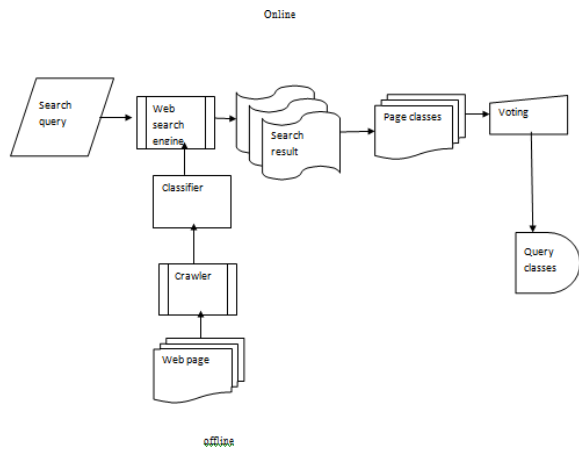 Online
Search
query
Web
search
engine
Search
result
Page classes
Voting
Classifier
Query
classes
Crawler
Web page
offline